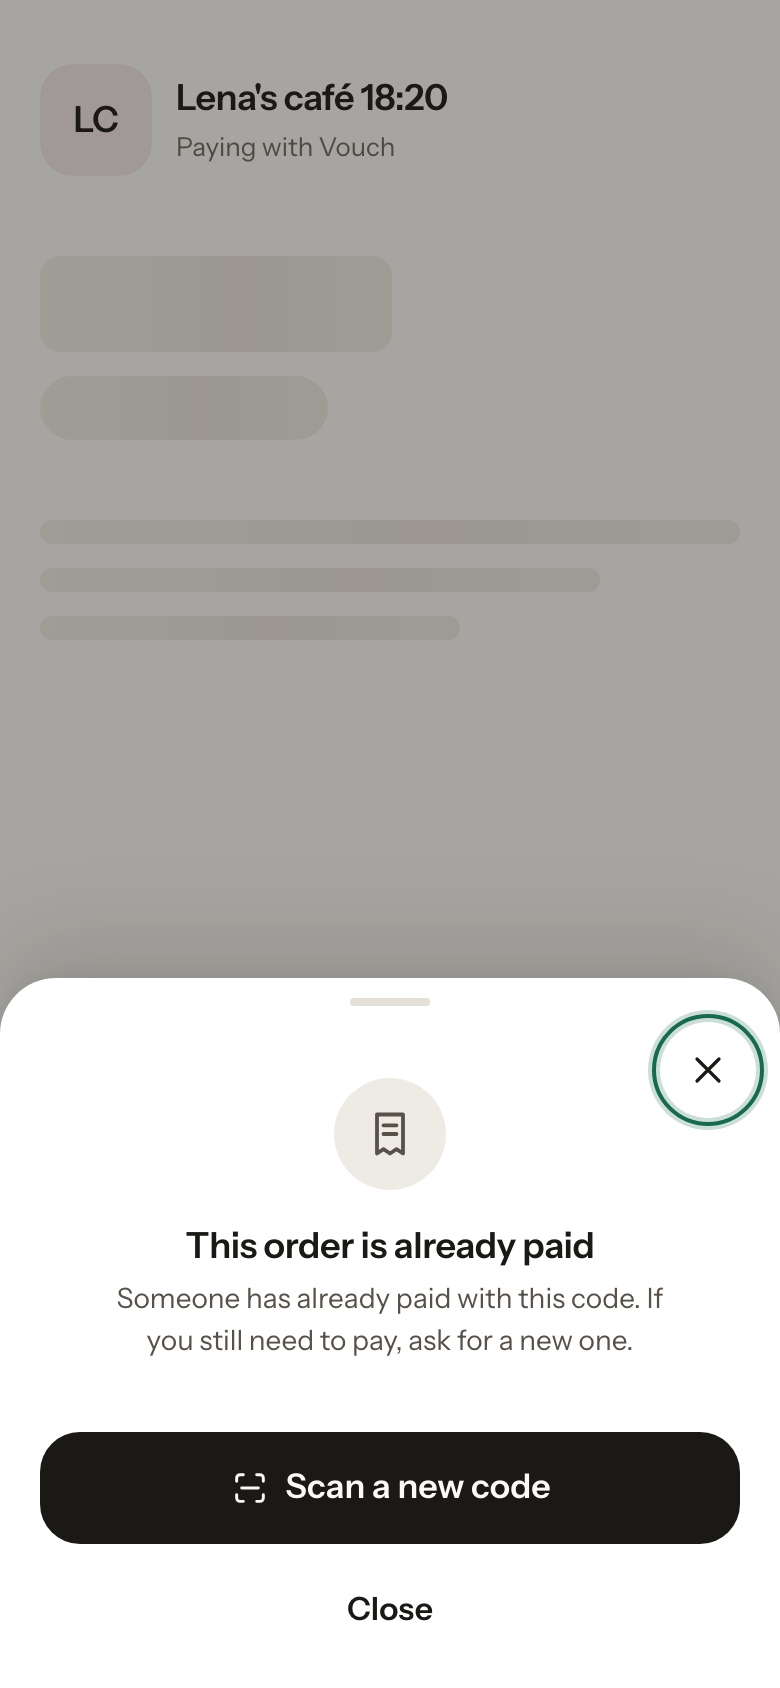 LC
Lena's café 18:20
Paying with Vouch
This order is already paid
Someone has already paid with this code. If
you still need to pay, ask for a new one.
Scan a new code
Close